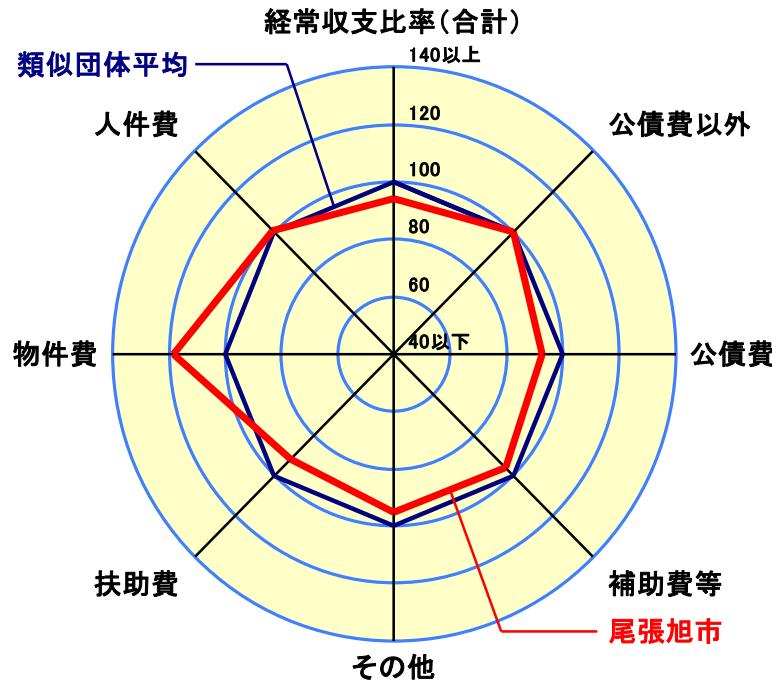 経常収支比率(合計)
140以上
類似団体平均
人件費
120
公債費以外
100
80
60
40以下
物件費
公債費
扶助費
補助費等
尾張旭市
その他